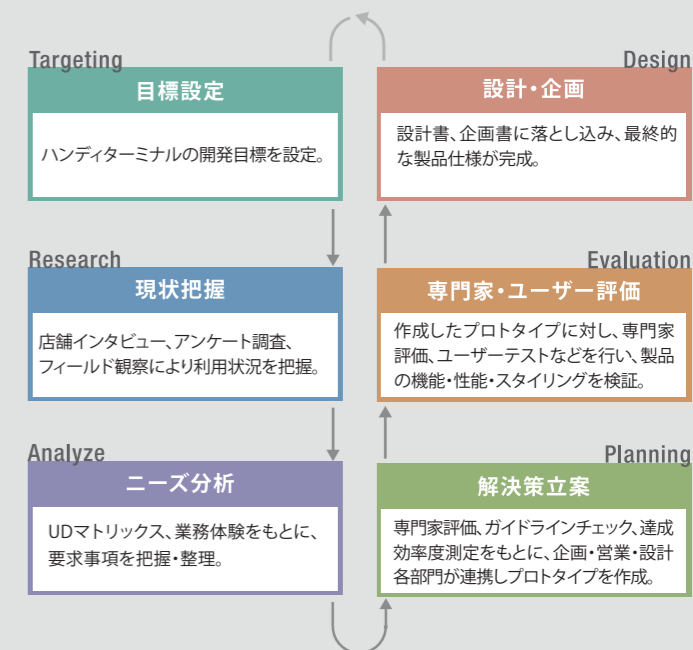 Targeting
目標設定
ハンディターミナルの開発目標を設定。
Research
現状把握
店舗インタビュー、アンケート調査、
フィールド観察により利用状況を把握。
Analyze
ニーズ分析
UDマトリックス、業務体験をもとに、
要求事項を把握・整理。
Planning
解決策立案
専門家評価、ガイドラインチェック、達成
効率度測定をもとに、企画・営業・設計
各部門が連携しプロトタイプを作成。
Evaluation
専門家・ユーザー評価
作成したプロトタイプに対し、専門家
評価、ユーザーテストなどを行い、製品
の機能・性能・スタイリングを検証。
Design
設計・企画
設計書、企画書に落とし込み、最終的
な製品仕様が完成。